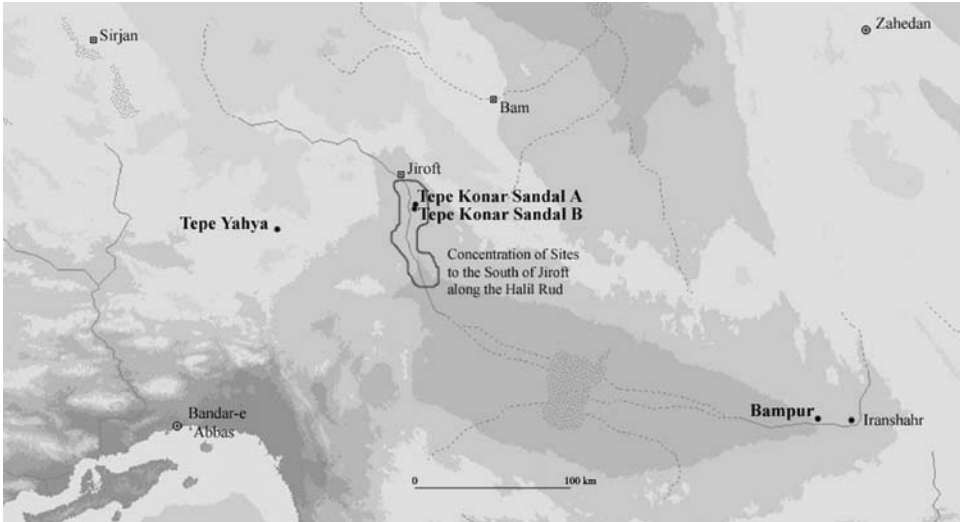 Sirjan
Zahedan
Bam
Jiroft
Tepe Konar Sandal A
Tepe Konar Sandal B
Tepe Yahya
Concentration of Sites
to the South of Jiroft
along the Halil Rud
Bandar-e
‘Abbas
Bampur
Iranshahr
0
100 km